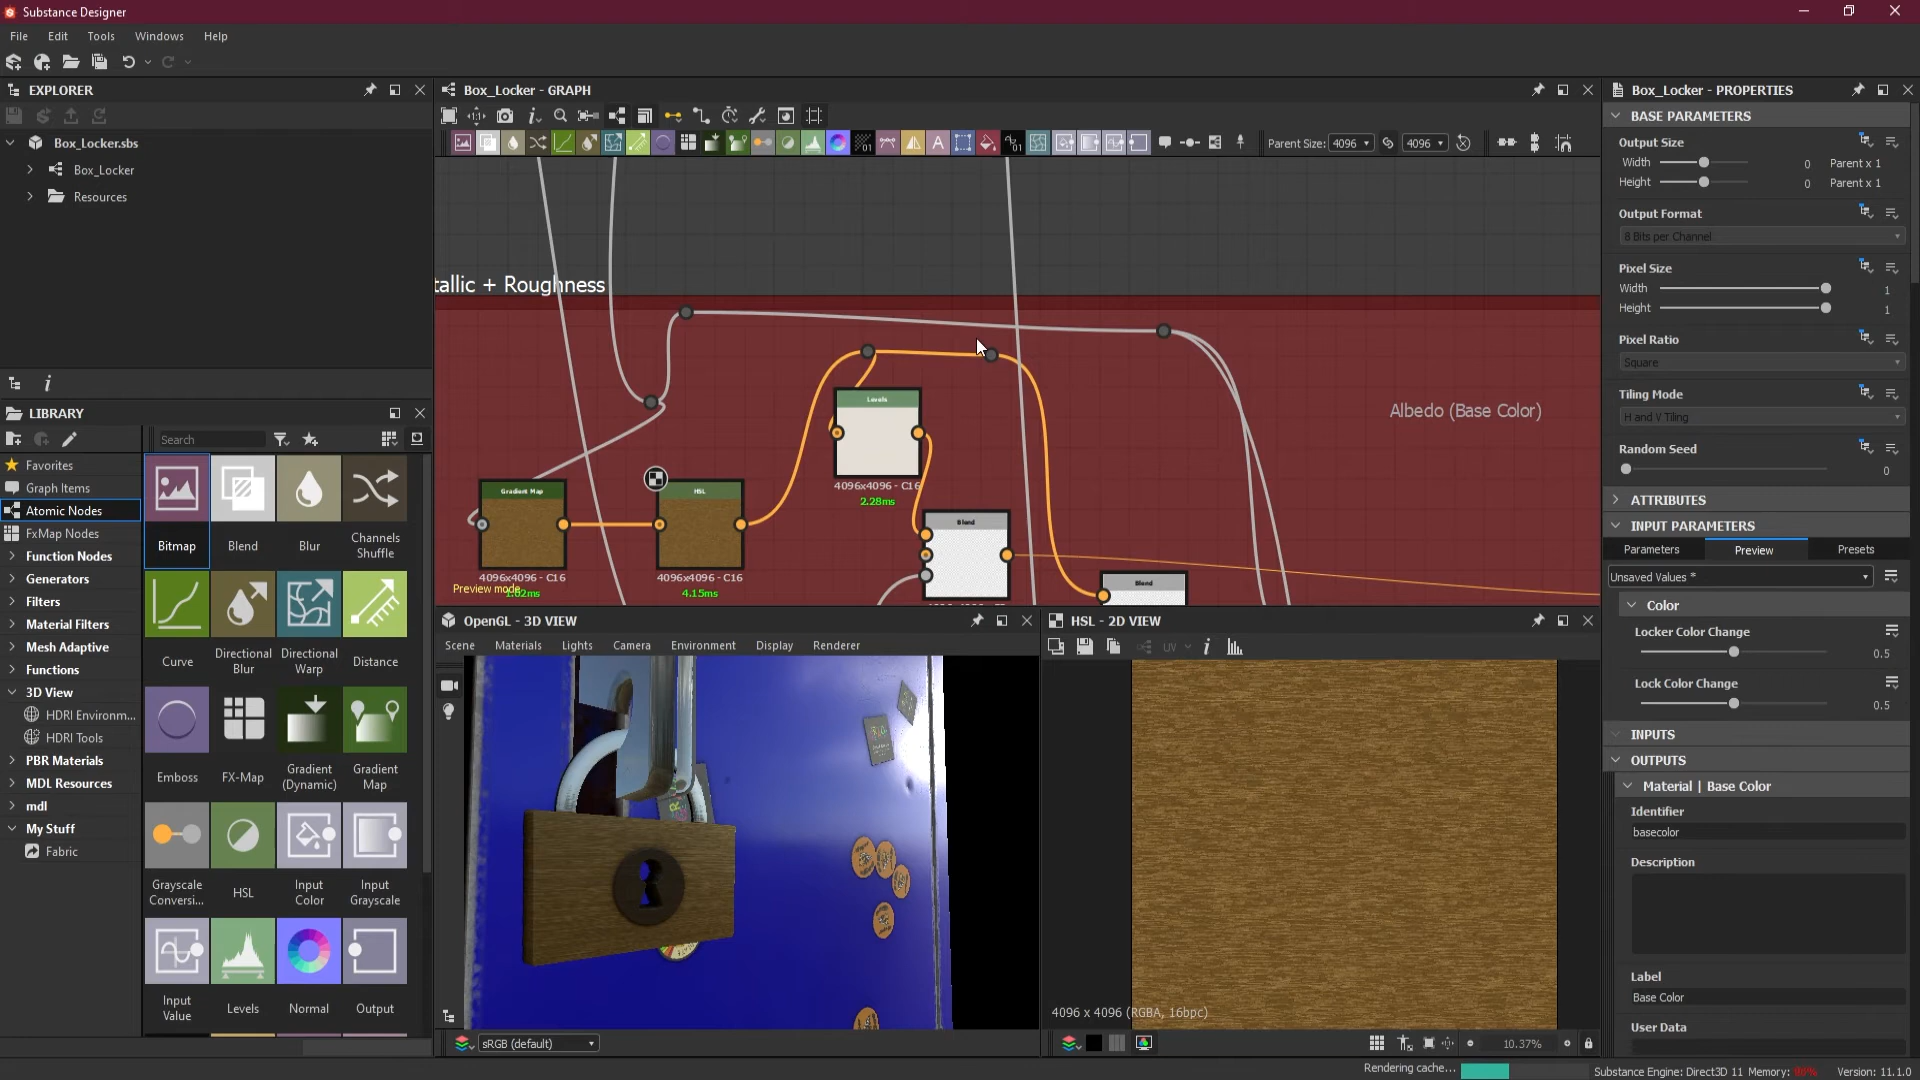 Substance Designer
File Edit Tools Windows Help
EXPLORER
Box_Locker.sbs
Box_Locker
Resources
LIBRARY
Search
Favorites
Graph Items
Atomic Nodes
FxMap Nodes
Function Nodes
Generators
Filters
Material Filters
Mesh Adaptive
Functions
3D View
HDRI Environm...
HDRI Tools
PBR Materials
MDL Resources
mdl
My Stuff
Fabric
Bitmap Blend Blur Channels Shuffle
Curve Directional Blur Directional Warp Distance
Emboss FX-Map Gradient (Dynamic) Gradient Map
Grayscale Conversi... HSL Input Color Input Grayscale
Input Value Levels Normal Output
Box_Locker - GRAPH
Parent Size: 4096 4096
tallic + Roughness
Albedo (Base Color)
Levels
4096x4096 - C16
2.28ms
Gradient Map
4096x4096 - C16
HSL
4096x4096 - C16
4.15ms
Blend
Blend
Preview mode
OpenGL - 3D VIEW
Scene Materials Lights Camera Environment Display Renderer
sRGB (default)
HSL - 2D VIEW
UV
4096 x 4096 (RGBA, 16bpc)
10.37%
Box_Locker - PROPERTIES
BASE PARAMETERS
Output Size
Width 0 Parent x 1
Height 0 Parent x 1
Output Format
8 Bits per Channel
Pixel Size
Width 1
Height 1
Pixel Ratio
Square
Tiling Mode
H and V Tiling
Random Seed
0
ATTRIBUTES
INPUT PARAMETERS
Parameters Preview Presets
Unsaved Values *
Color
Locker Color Change
0.5
Lock Color Change
0.5
INPUTS
OUTPUTS
Material | Base Color
Identifier
basecolor
Description
Label
Base Color
User Data
Rendering cache...
Substance Engine: Direct3D 11 Memory:
Version: 11.1.0